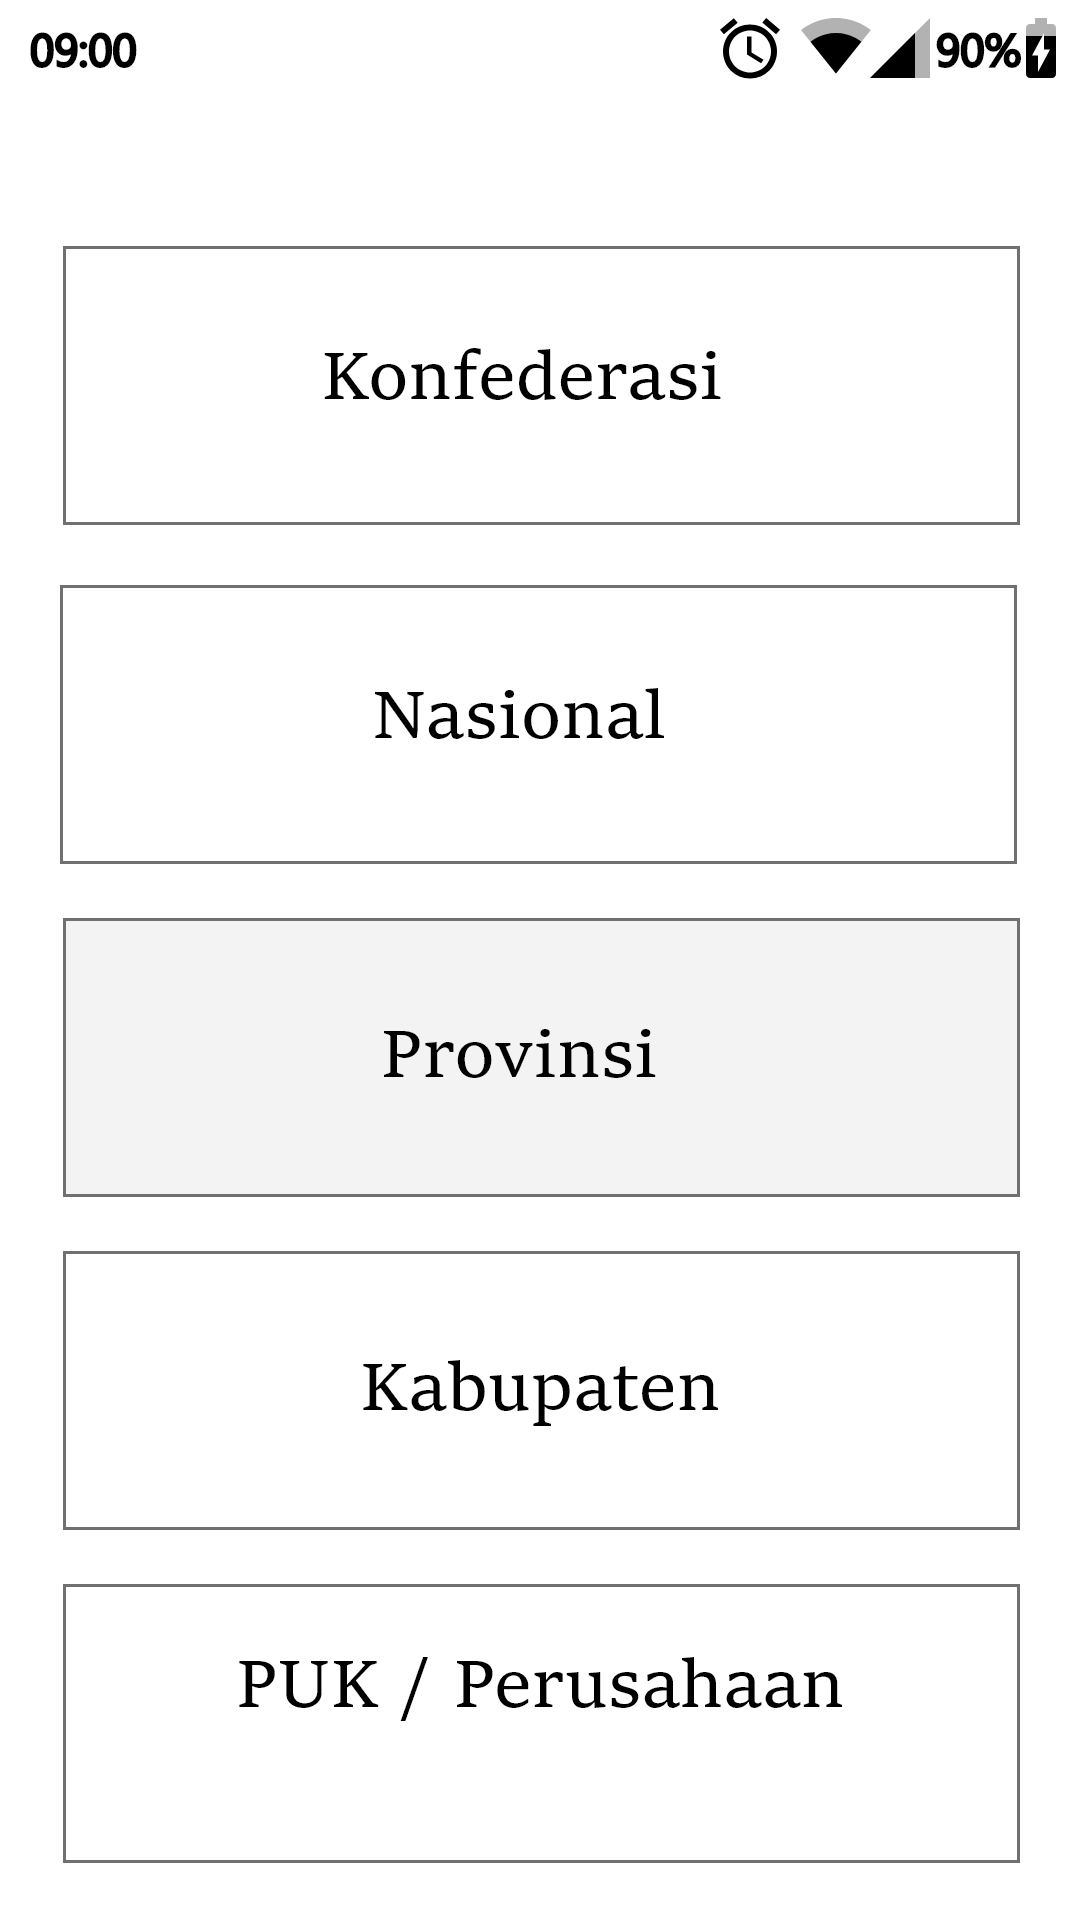 09:00 90%
Konfederasi
Nasional
Provinsi
Kabupaten
PUK / Perusahaan